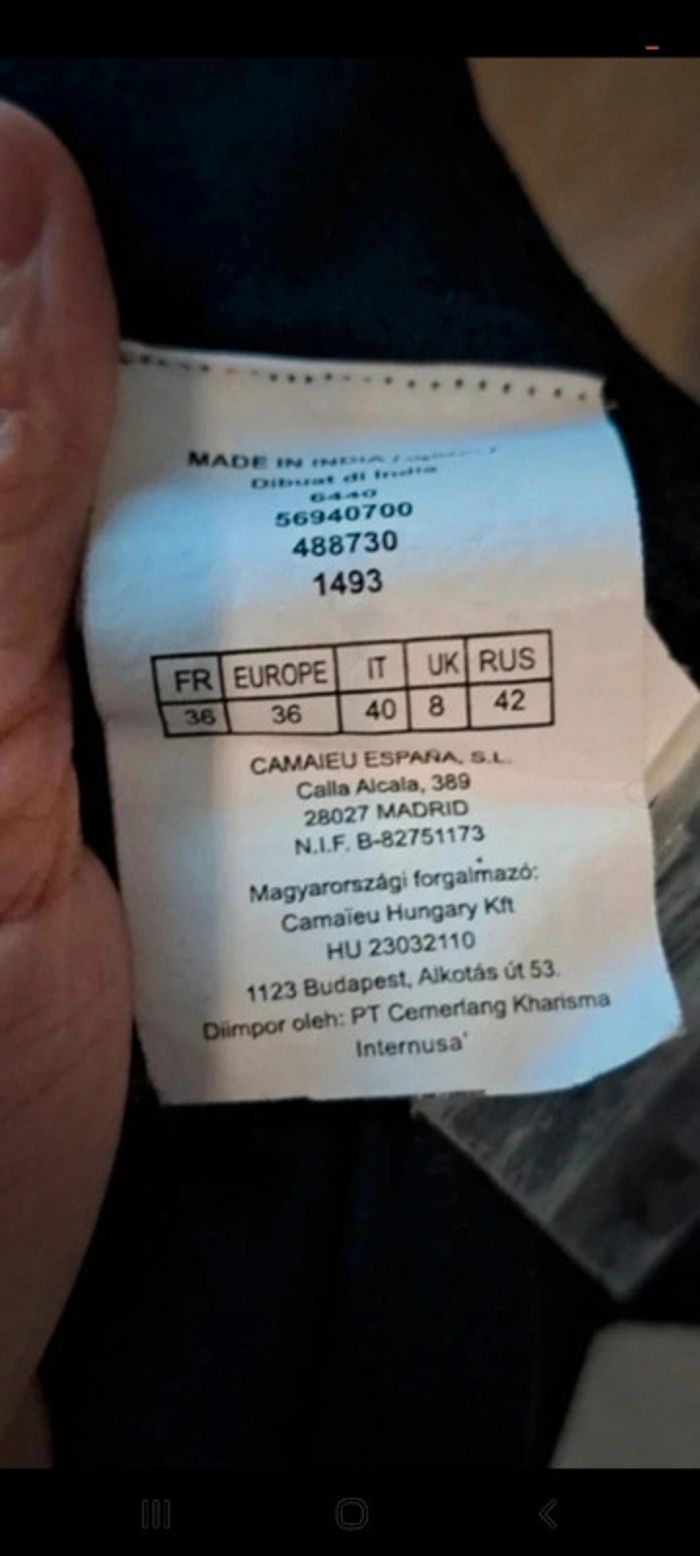 MADE IN INDIA /
Dibuat di India
6440
56940700
488730
1493
FR EUROPE IT UK RUS
36 36 40 8 42
CAMAIEU ESPAÑA, S.L.
Calla Alcala, 389
28027 MADRID
N.I.F. B-82751173
Magyarországi forgalmazó:
Camaïeu Hungary Kft
HU 23032110
1123 Budapest, Alkotás út 53.
Diimpor oleh: PT Cemerlang Kharisma
Internusa